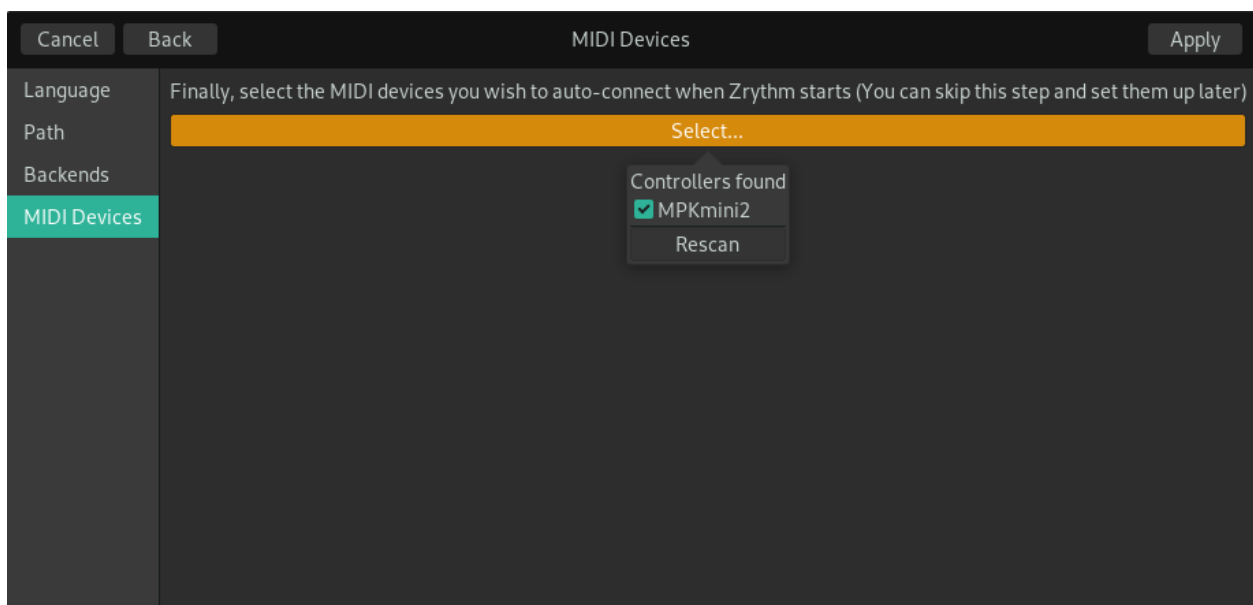 Cancel
Back
MIDI Devices
Apply
Language
Path
Backends
MIDI Devices
Finally, select the MIDI devices you wish to auto-connect when Zrythm starts (You can skip this step and set them up later)
Select...
Controllers found
MPKmini2
Rescan